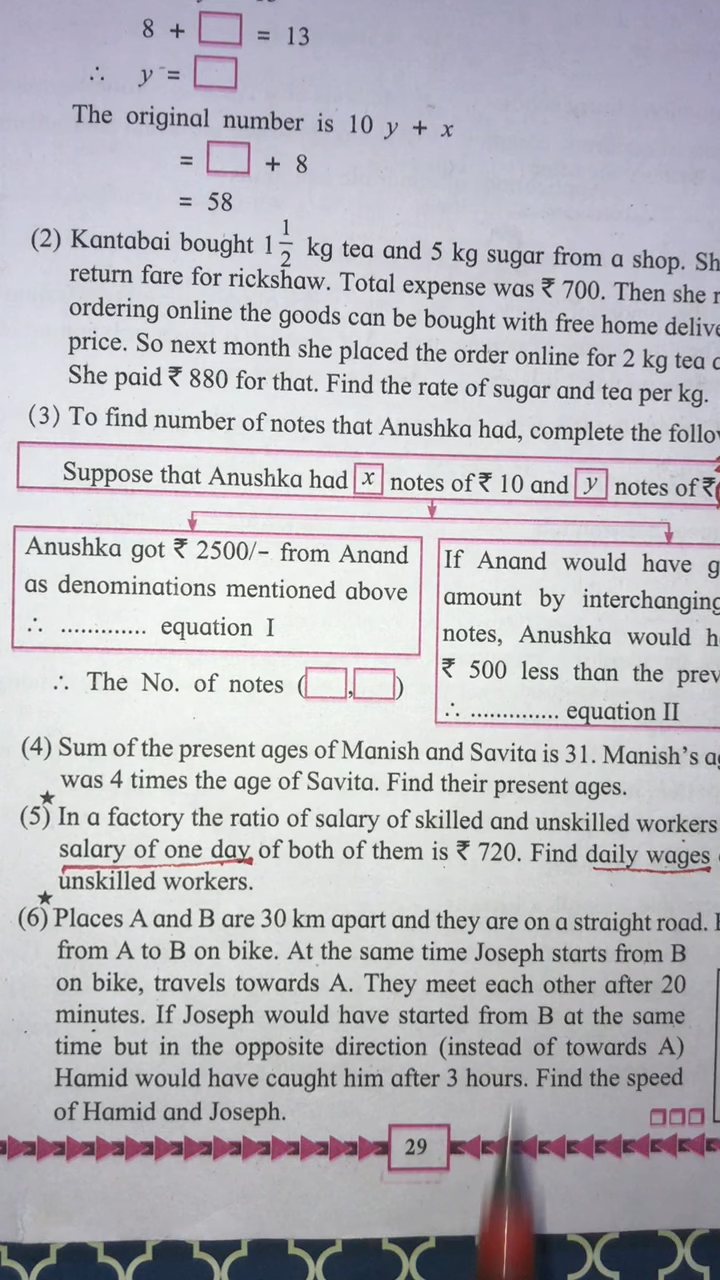 8 + = 13
∴ y =
The original number is 10 y + x
= + 8
= 58
(2) Kantabai bought 1 1/2 kg tea and 5 kg sugar from a shop.
return fare for rickshaw. Total expense was ₹ 700. Then she
ordering online the goods can be bought with free home
price. So next month she placed the order online for 2 kg tea
She paid ₹ 880 for that. Find the rate of sugar and tea per kg.
(3) To find number of notes that Anushka had, complete the
Suppose that Anushka had x notes of ₹ 10 and y notes of ₹
Anushka got ₹ 2500/- from Anand
as denominations mentioned above
∴ ............. equation I
∴ The No. of notes ( , )
If Anand would have
amount by interchanging
notes, Anushka would
₹ 500 less than the
∴ .............. equation II
(4) Sum of the present ages of Manish and Savita is 31. Manish's
was 4 times the age of Savita. Find their present ages.
★
(5) In a factory the ratio of salary of skilled and unskilled workers
salary of one day of both of them is ₹ 720. Find daily wages
unskilled workers.
★
(6) Places A and B are 30 km apart and they are on a straight road.
from A to B on bike. At the same time Joseph starts from B
on bike, travels towards A. They meet each other after 20
minutes. If Joseph would have started from B at the same
time but in the opposite direction (instead of towards A)
Hamid would have caught him after 3 hours. Find the speed
of Hamid and Joseph.
29